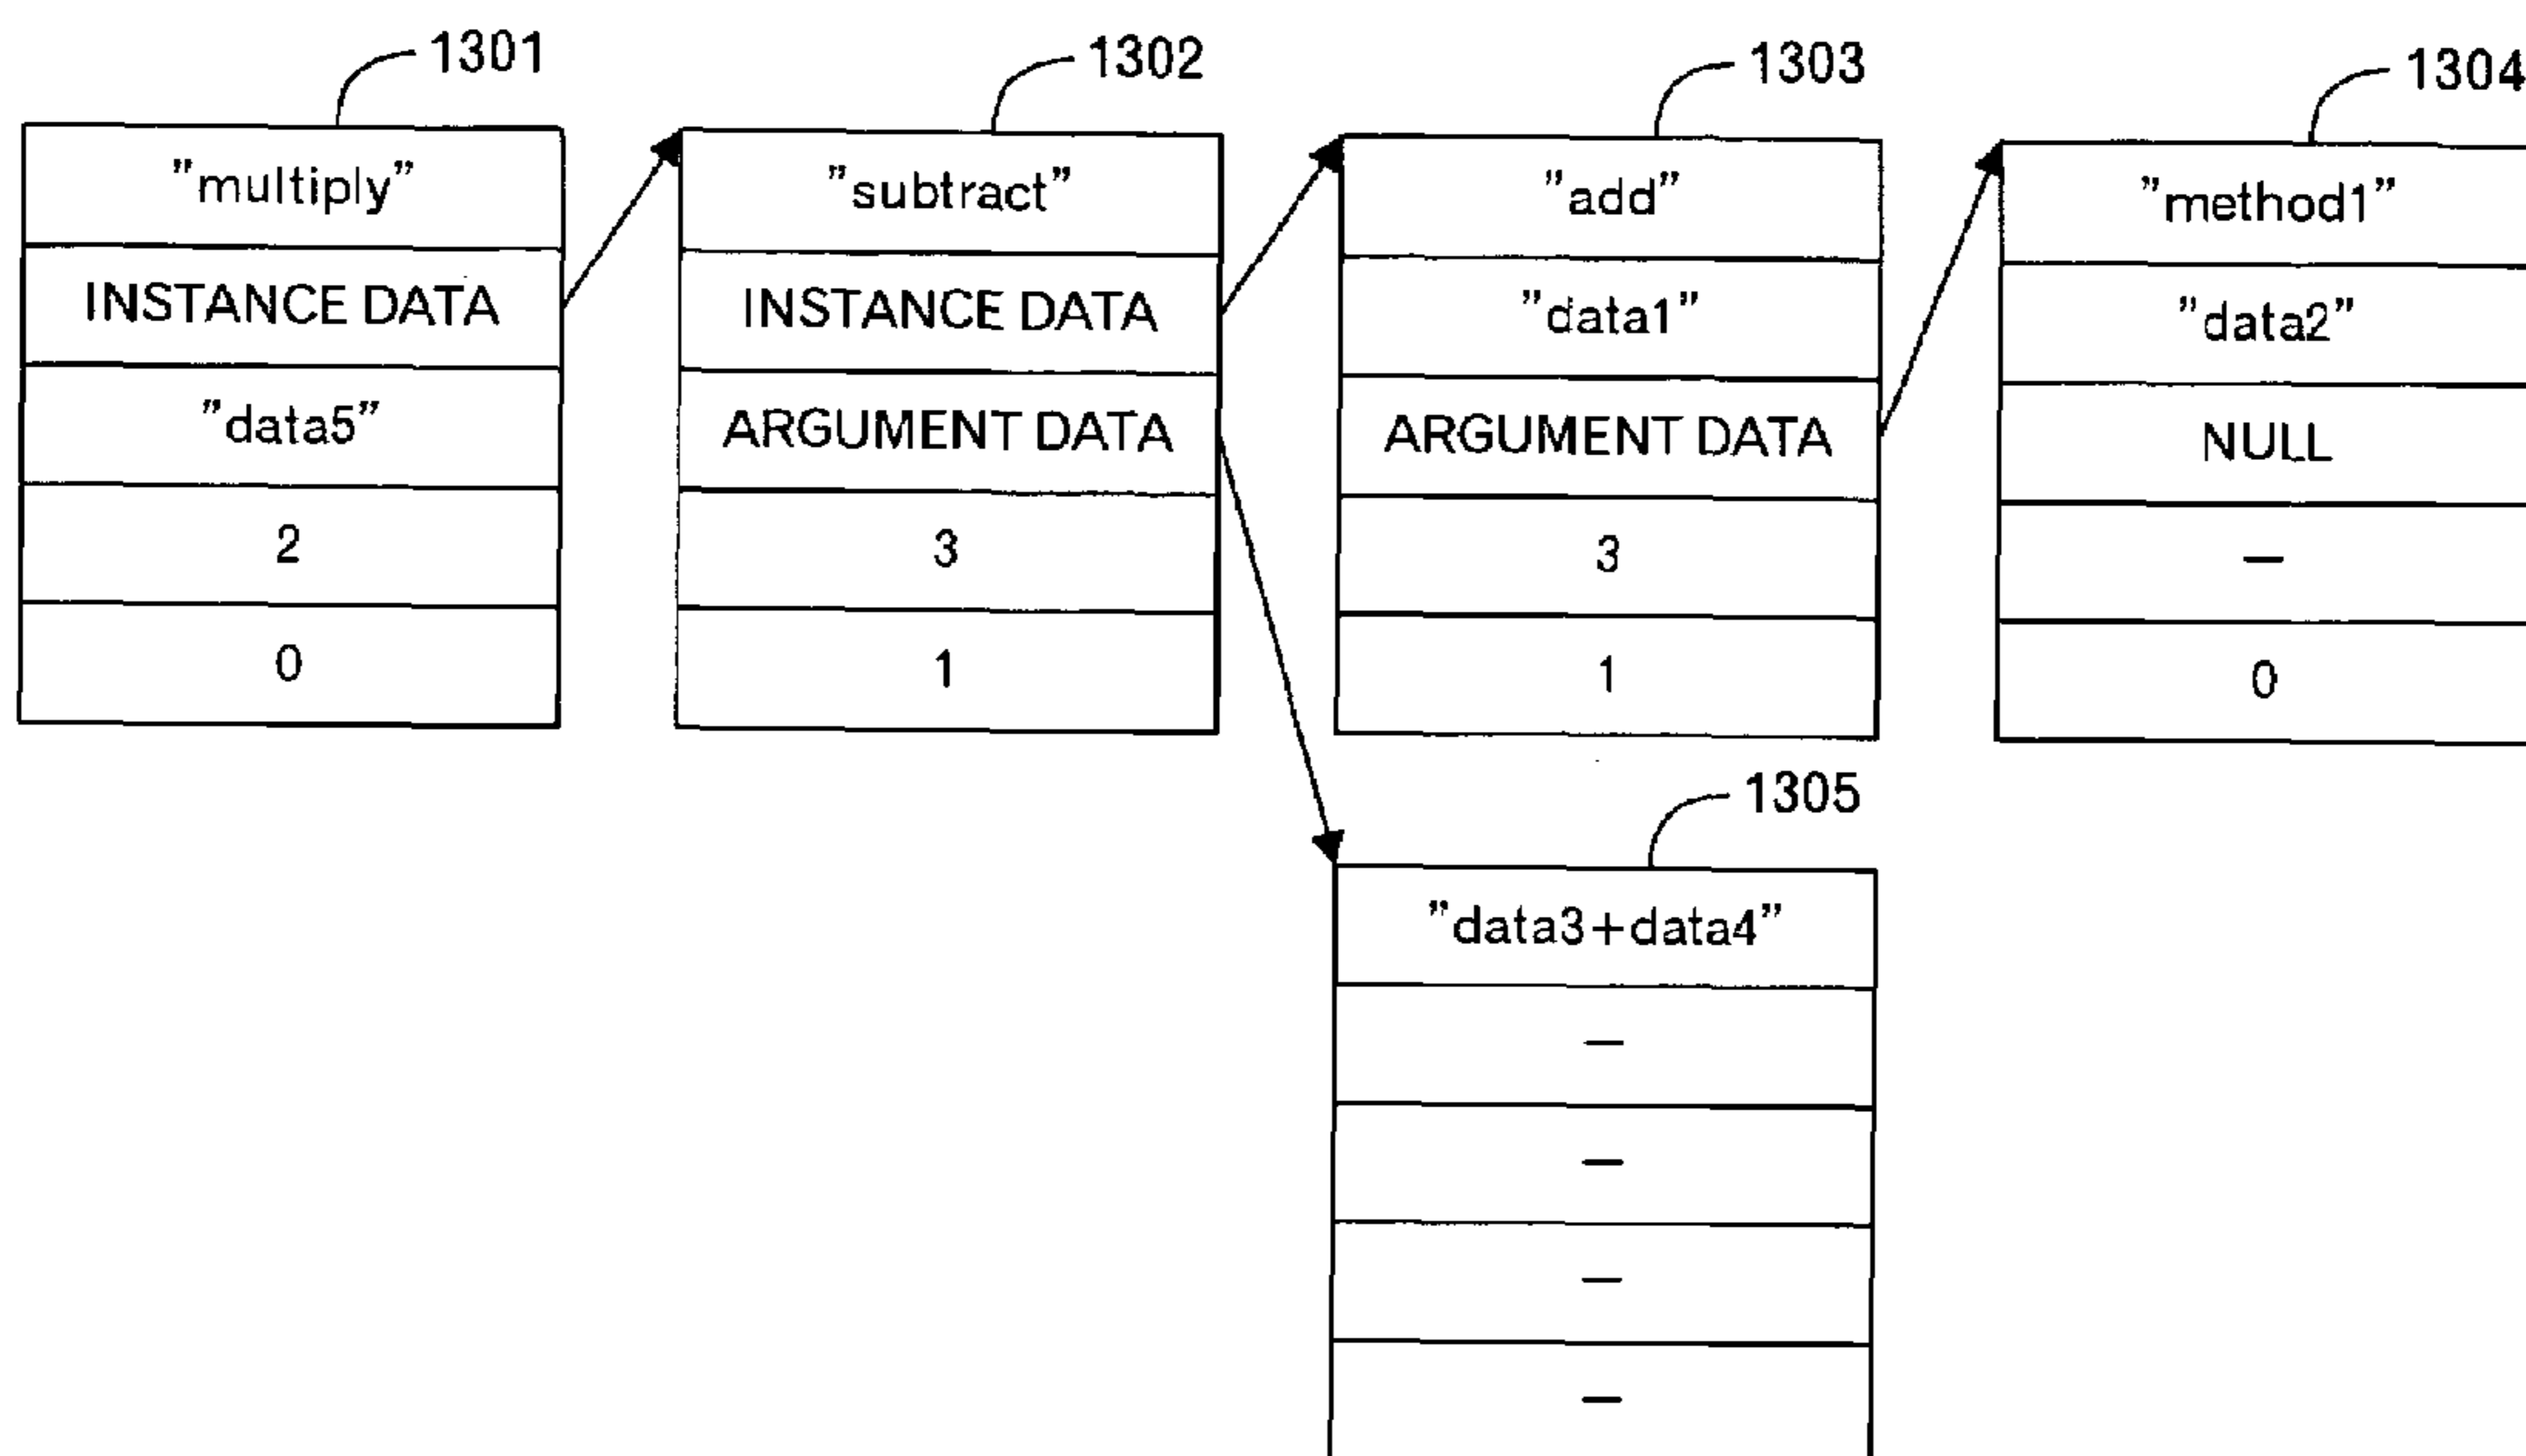 1301
”multiply”
INSTANCE DATA
”data5”
2
0
1302
”subtract”
INSTANCE DATA
ARGUMENT DATA
3
1
1303
”add”
”data1”
ARGUMENT DATA
3
1
1304
”method1”
”data2”
NULL
—
0
1305
”data3+data4”
—
—
—
—